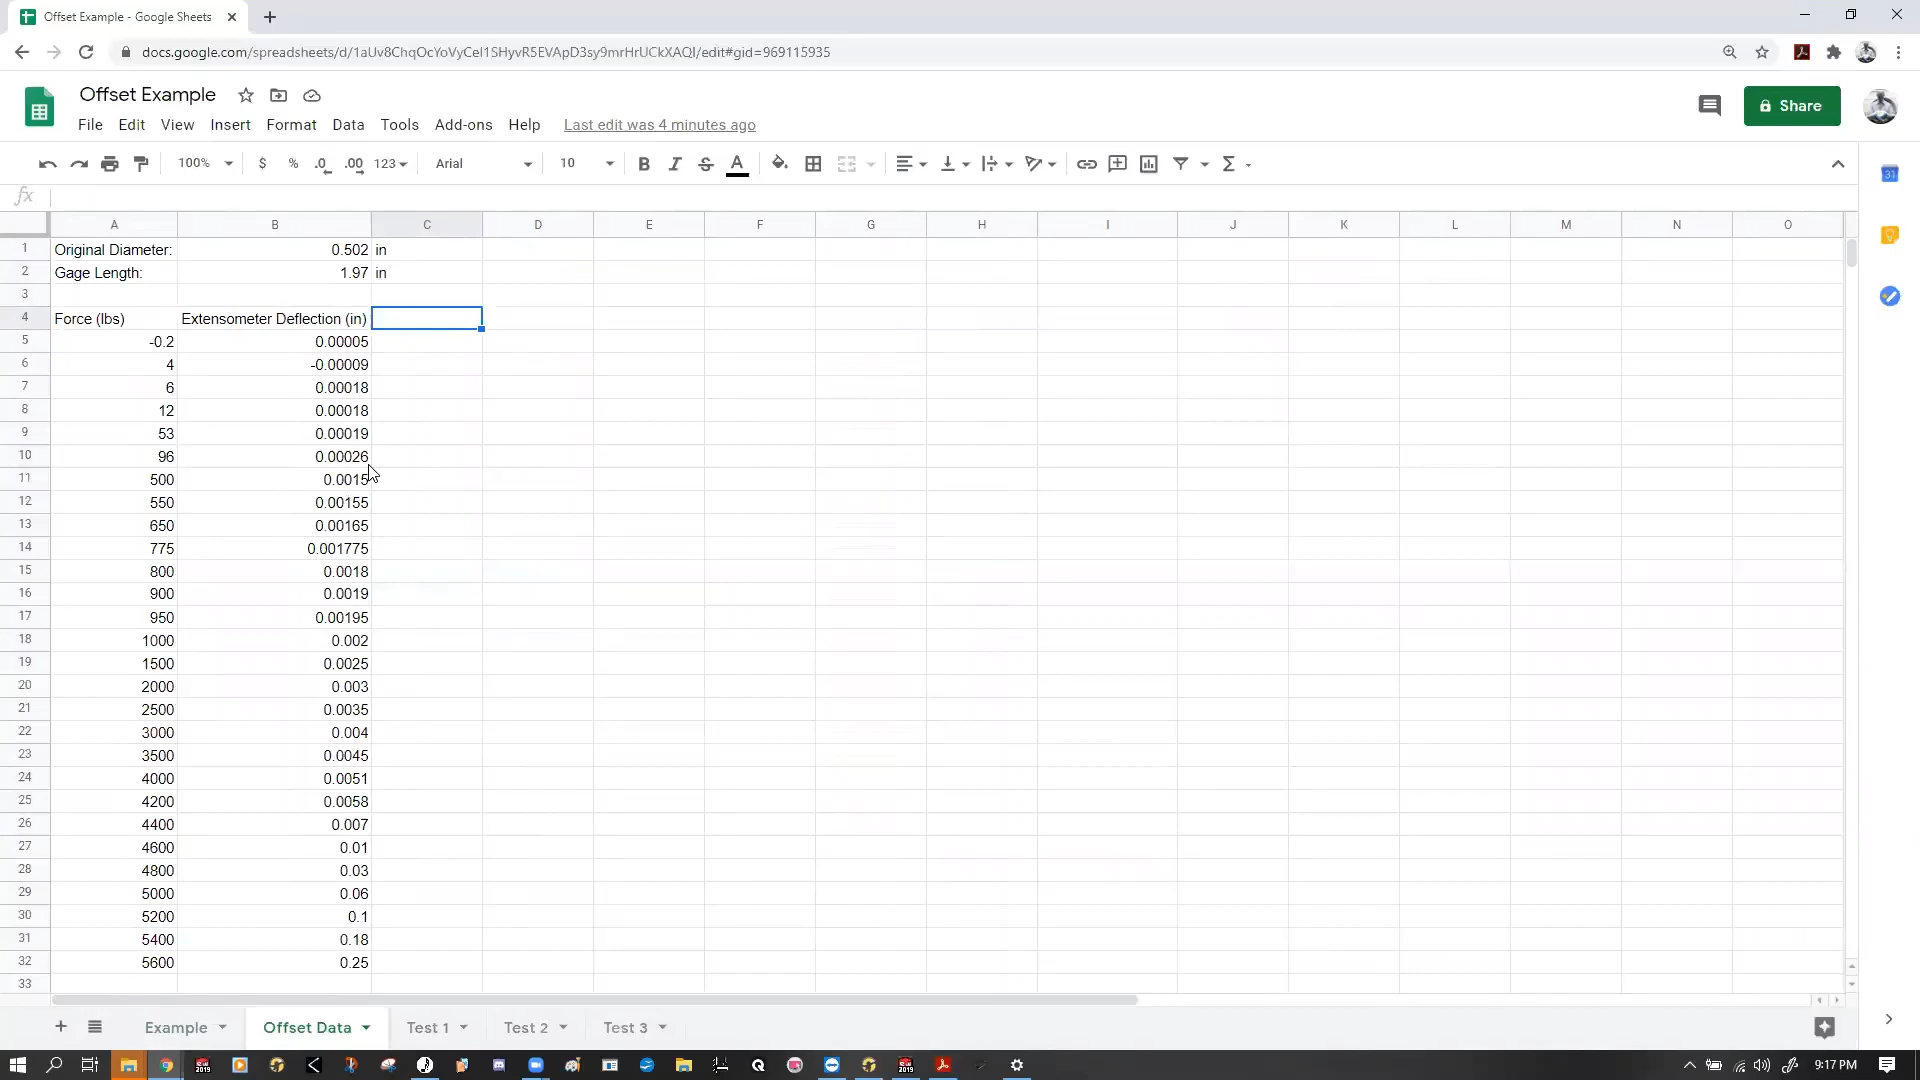 Offset Example - Google Sheets
docs.google.com/spreadsheets/d/1aUv8ChqOcYoVyCel1SHyvR5EVApD3sy9mrHrUCkXAQI/edit#gid=969115935
Offset Example
Share
File Edit View Insert Format Data Tools Add-ons Help Last edit was 4 minutes ago
100% $ % .0 .00 123 Arial 10 B I S A Σ
31
fx
A B C D E F G H I J K L M N O
1 Original Diameter: 0.502 in
2 Gage Length: 1.97 in
3
4 Force (lbs) Extensometer Deflection (in)
5 -0.2 0.00005
6 4 -0.00009
7 6 0.00018
8 12 0.00018
9 53 0.00019
10 96 0.00026
11 500 0.0015
12 550 0.00155
13 650 0.00165
14 775 0.001775
15 800 0.0018
16 900 0.0019
17 950 0.00195
18 1000 0.002
19 1500 0.0025
20 2000 0.003
21 2500 0.0035
22 3000 0.004
23 3500 0.0045
24 4000 0.0051
25 4200 0.0058
26 4400 0.007
27 4600 0.01
28 4800 0.03
29 5000 0.06
30 5200 0.1
31 5400 0.18
32 5600 0.25
33
Example Offset Data Test 1 Test 2 Test 3
9:17 PM